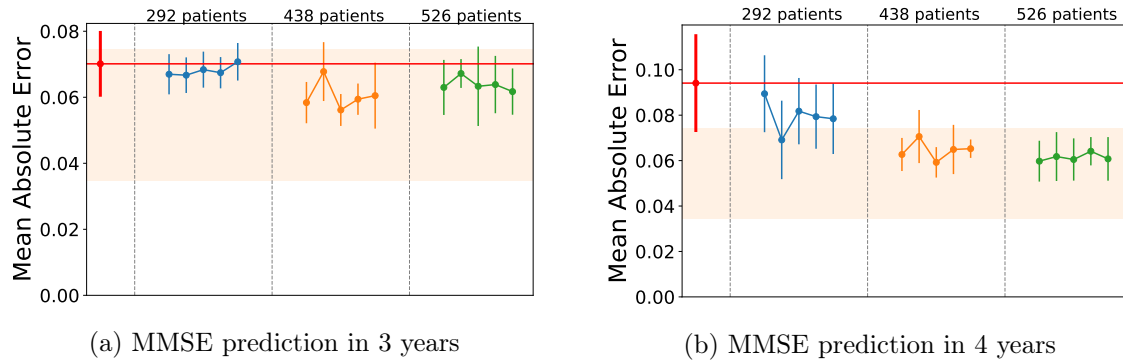 292 patients 438 patients 526 patients
0.08
0.06
0.04
0.02
0.00
Mean Absolute Error
(a) MMSE prediction in 3 years
292 patients 438 patients 526 patients
0.10
0.08
0.06
0.04
0.02
0.00
Mean Absolute Error
(b) MMSE prediction in 4 years